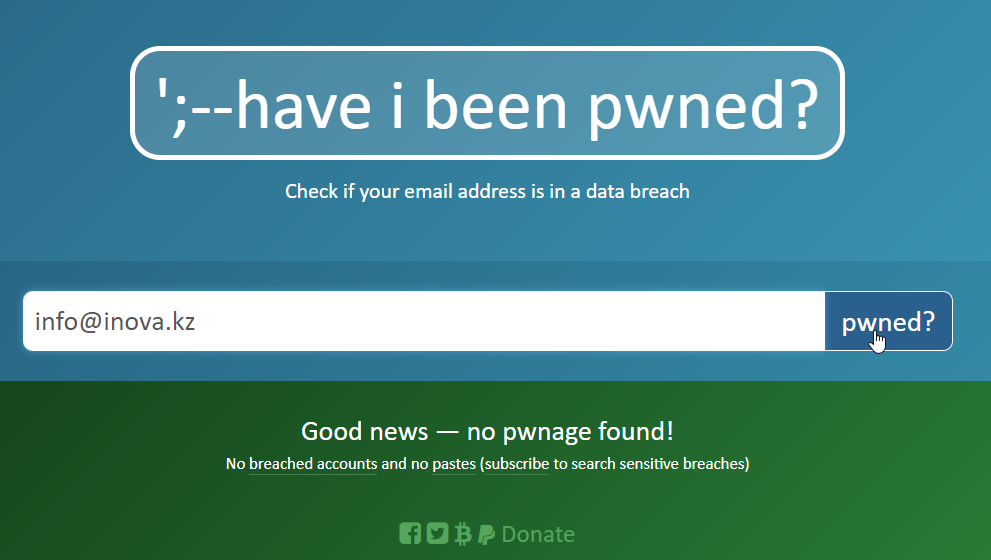 ';--have i been pwned?
Check if your email address is in a data breach
info@inova.kz
pwned?
Good news — no pwnage found!
No breached accounts and no pastes (subscribe to search sensitive breaches)
Donate